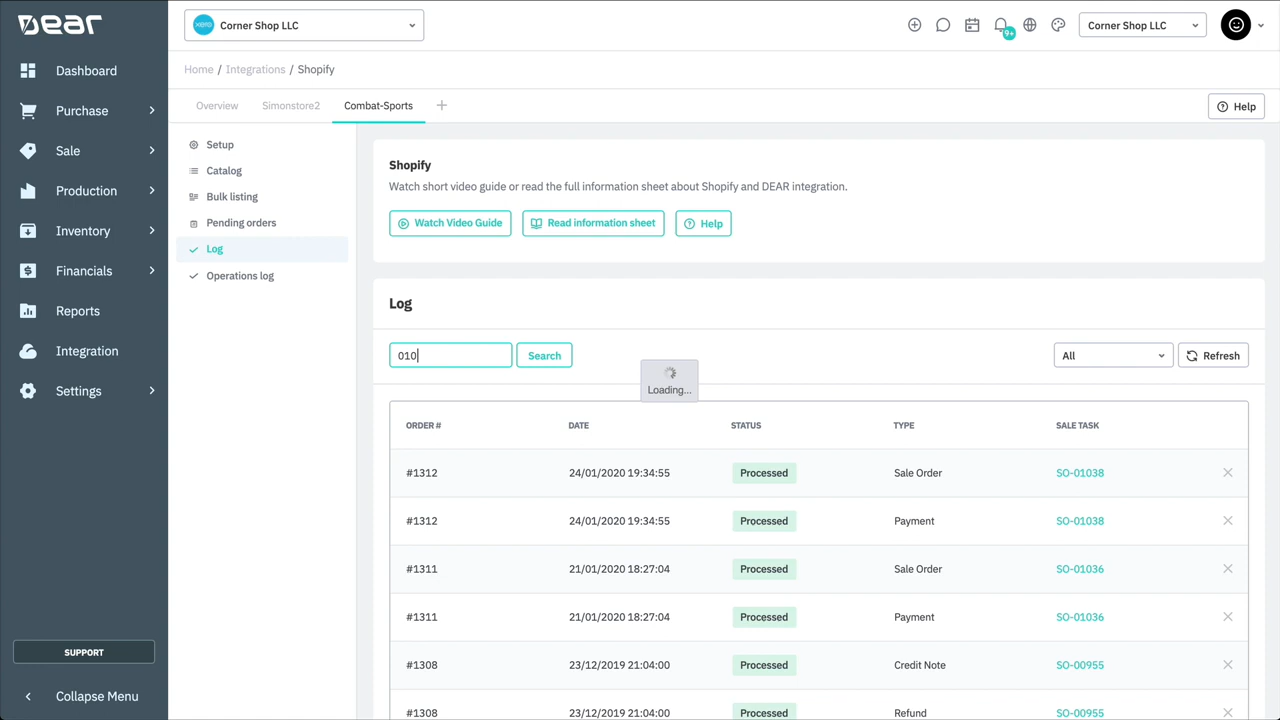 DEAR
xero
Corner Shop LLC
9+
Corner Shop LLC
Dashboard
Purchase
Sale
Production
Inventory
Financials
Reports
Integration
Settings
SUPPORT
Collapse Menu
Home / Integrations / Shopify
Overview
Simonstore2
Combat-Sports
Help
Setup
Catalog
Bulk listing
Pending orders
Log
Operations log
Shopify
Watch short video guide or read the full information sheet about Shopify and DEAR integration.
Watch Video Guide
Read information sheet
Help
Log
010
Search
Loading...
All
Refresh
ORDER # DATE STATUS TYPE SALE TASK
#1312 24/01/2020 19:34:55 Processed Sale Order SO-01038
#1312 24/01/2020 19:34:55 Processed Payment SO-01038
#1311 21/01/2020 18:27:04 Processed Sale Order SO-01036
#1311 21/01/2020 18:27:04 Processed Payment SO-01036
#1308 23/12/2019 21:04:00 Processed Credit Note SO-00955
#1308 23/12/2019 21:04:00 Processed Refund SO-00955